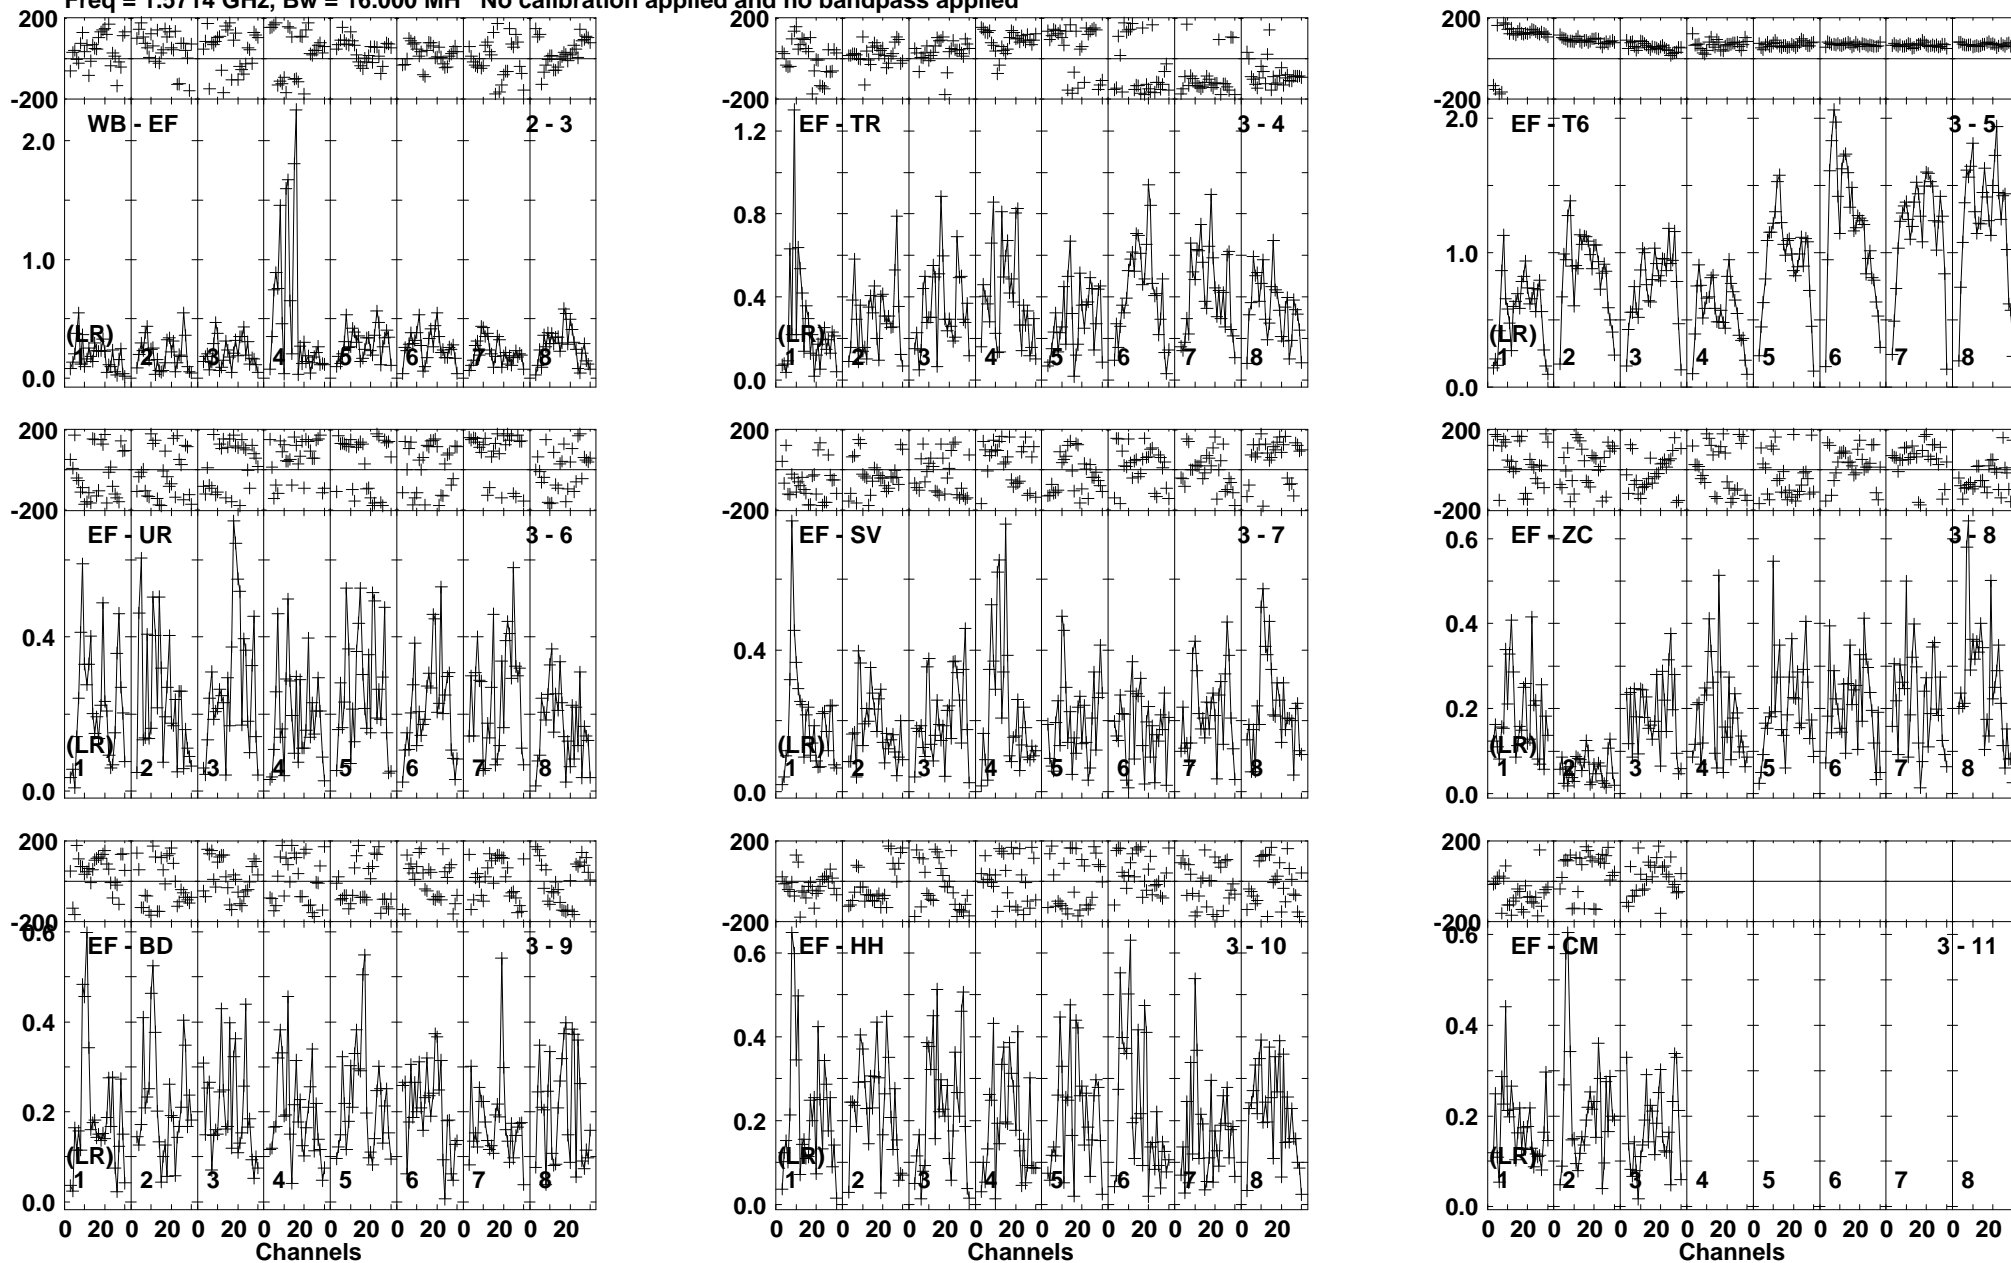 Freq = 1.5714 GHz, Bw = 16.000 MH No calibration applied and no bandpass applied
200 200 200
-200 -200 -200
WB - EF 2 - 3 EF - TR 3 - 4 EF - T6 3 - 5
2.0 1.2 2.0
1.0 0.8 1.0
0.4
(LR) (LR) (LR)
1 2 3 4 5 6 7 8 1 2 3 4 5 6 7 8 1 2 3 4 5 6 7 8
0.0 0.0 0.0
200 200 200
-200 -200 -200
EF - UR 3 - 6 EF - SV 3 - 7 EF - ZC 3 - 8
0.6
0.4 0.4 0.4
0.2
(LR) (LR) (LR)
1 2 3 4 5 6 7 8 1 2 3 4 5 6 7 8 1 2 3 4 5 6 7 8
0.0 0.0 0.0
200 200 200
-200 -200 -200
0.6 0.6 0.6
EF - BD 3 - 9 EF - HH 3 - 10 EF - CM 3 - 11
0.4 0.4 0.4
0.2 0.2 0.2
(LR) (LR) (LR)
1 2 3 4 5 6 7 8 1 2 3 4 5 6 7 8 1 2 3 4 5 6 7 8
0.0 0.0 0.0
0 20 0 20 0 20 0 20 0 20 0 20 0 20 0 20 0 20 0 20 0 20 0 20 0 20 0 20 0 20 0 20 0 20 0 20 0 20 0 20 0 20 0 20 0 20 0 20
Channels Channels Channels